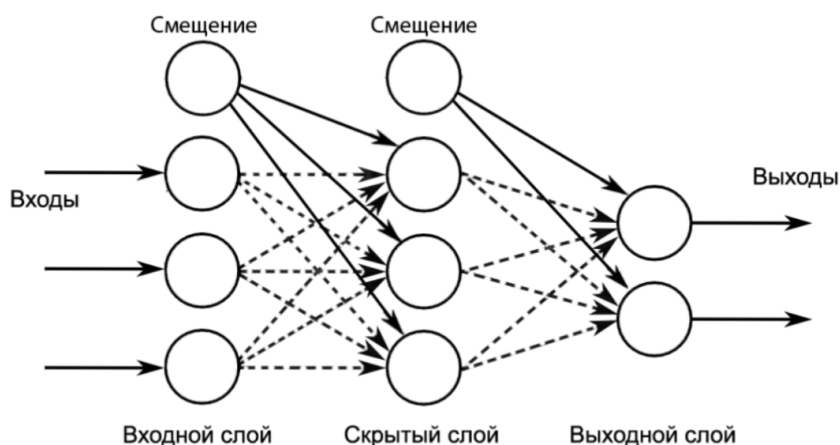 Смещение
Смещение
Входы
Выходы
Входной слой
Скрытый слой
Выходной слой